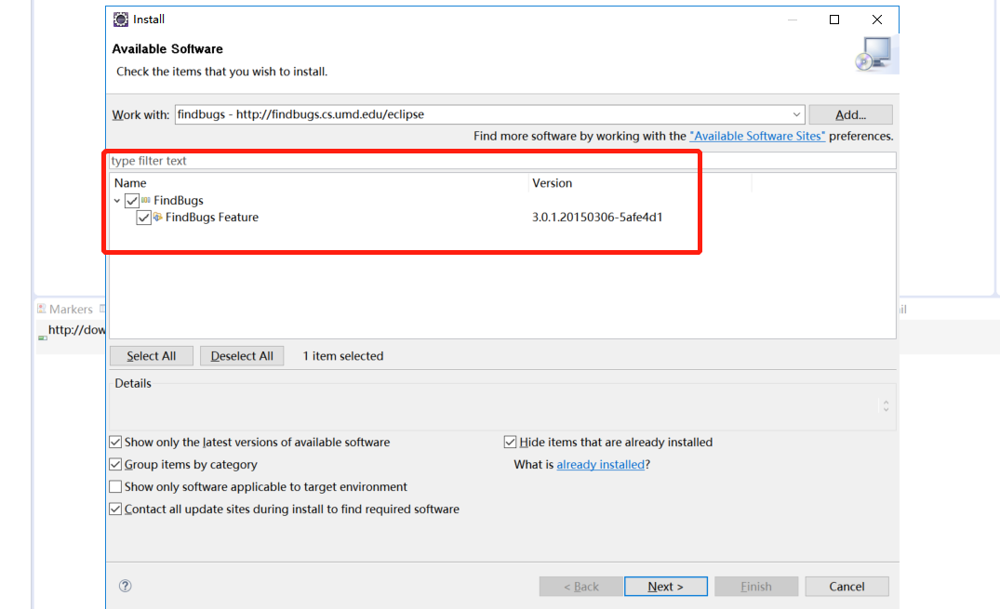 Install
Available Software
Check the items that you wish to install.
Work with: findbugs - http://findbugs.cs.umd.edu/eclipse Add...
Find more software by working with the "Available Software Sites" preferences.
type filter text
Name Version
FindBugs
FindBugs Feature 3.0.1.20150306-5afe4d1
Markers
http://dow
Select All Deselect All 1 item selected
Details
Show only the latest versions of available software Hide items that are already installed
Group items by category What is already installed?
Show only software applicable to target environment
Contact all update sites during install to find required software
< Back Next > Finish Cancel